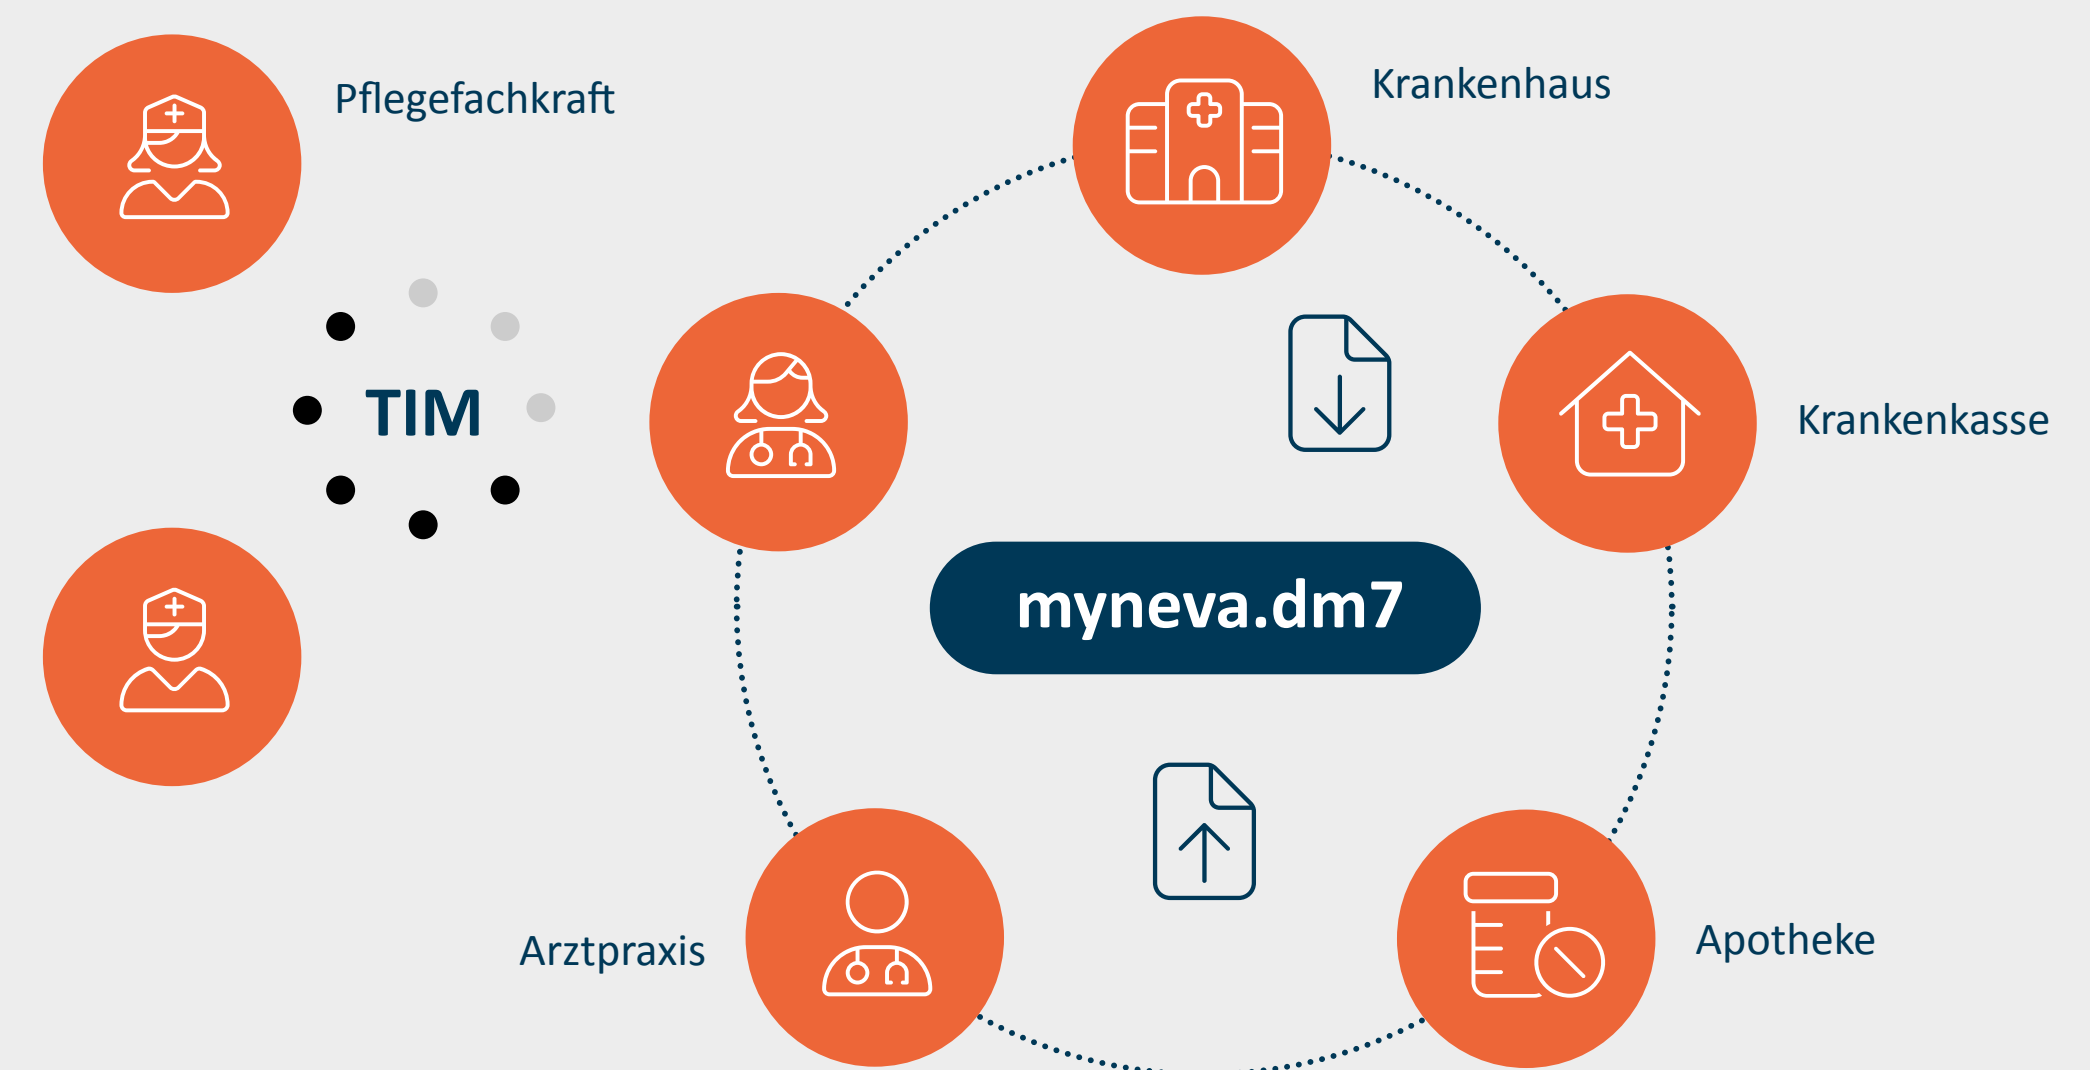 Pflegefachkraft
Krankenhaus
TIM
Krankenkasse
myneva.dm7
Arztpraxis
Apotheke